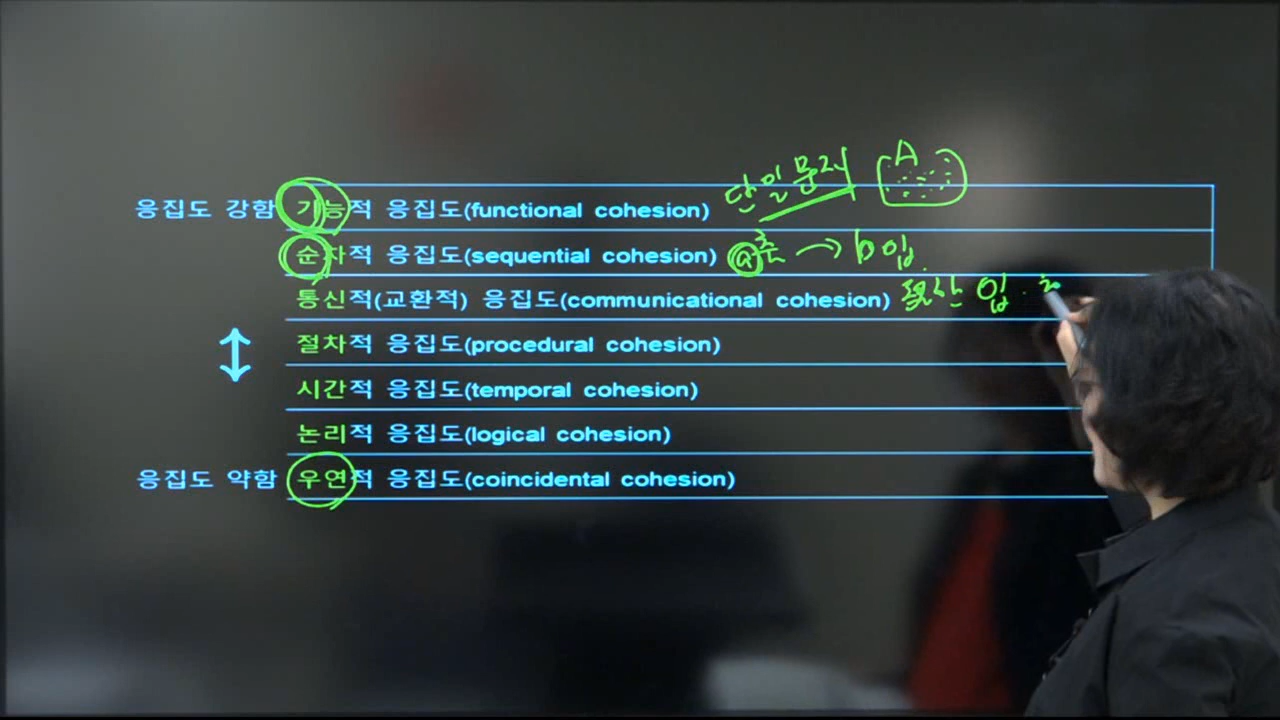 단일문제 A
응집도 강함 기능적 응집도(functional cohesion)
순차적 응집도(sequential cohesion) a출 → b입
통신적(교환적) 응집도(communicational cohesion) 입
절차적 응집도(procedural cohesion)
시간적 응집도(temporal cohesion)
논리적 응집도(logical cohesion)
응집도 약함 우연적 응집도(coincidental cohesion)